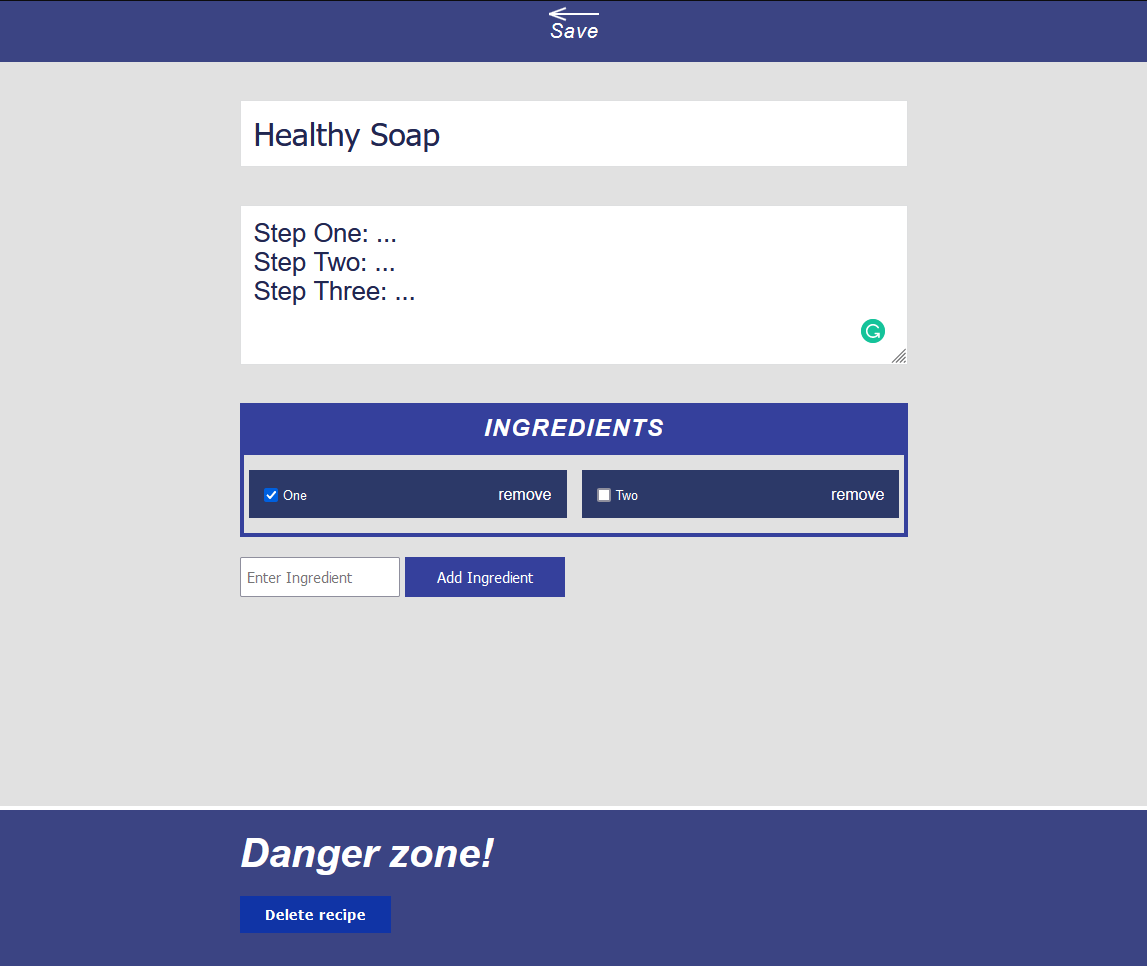 Save
Healthy Soap
Step One: ...
Step Two: ...
Step Three: ...
INGREDIENTS
One remove Two remove
Enter Ingredient Add Ingredient
Danger zone!
Delete recipe